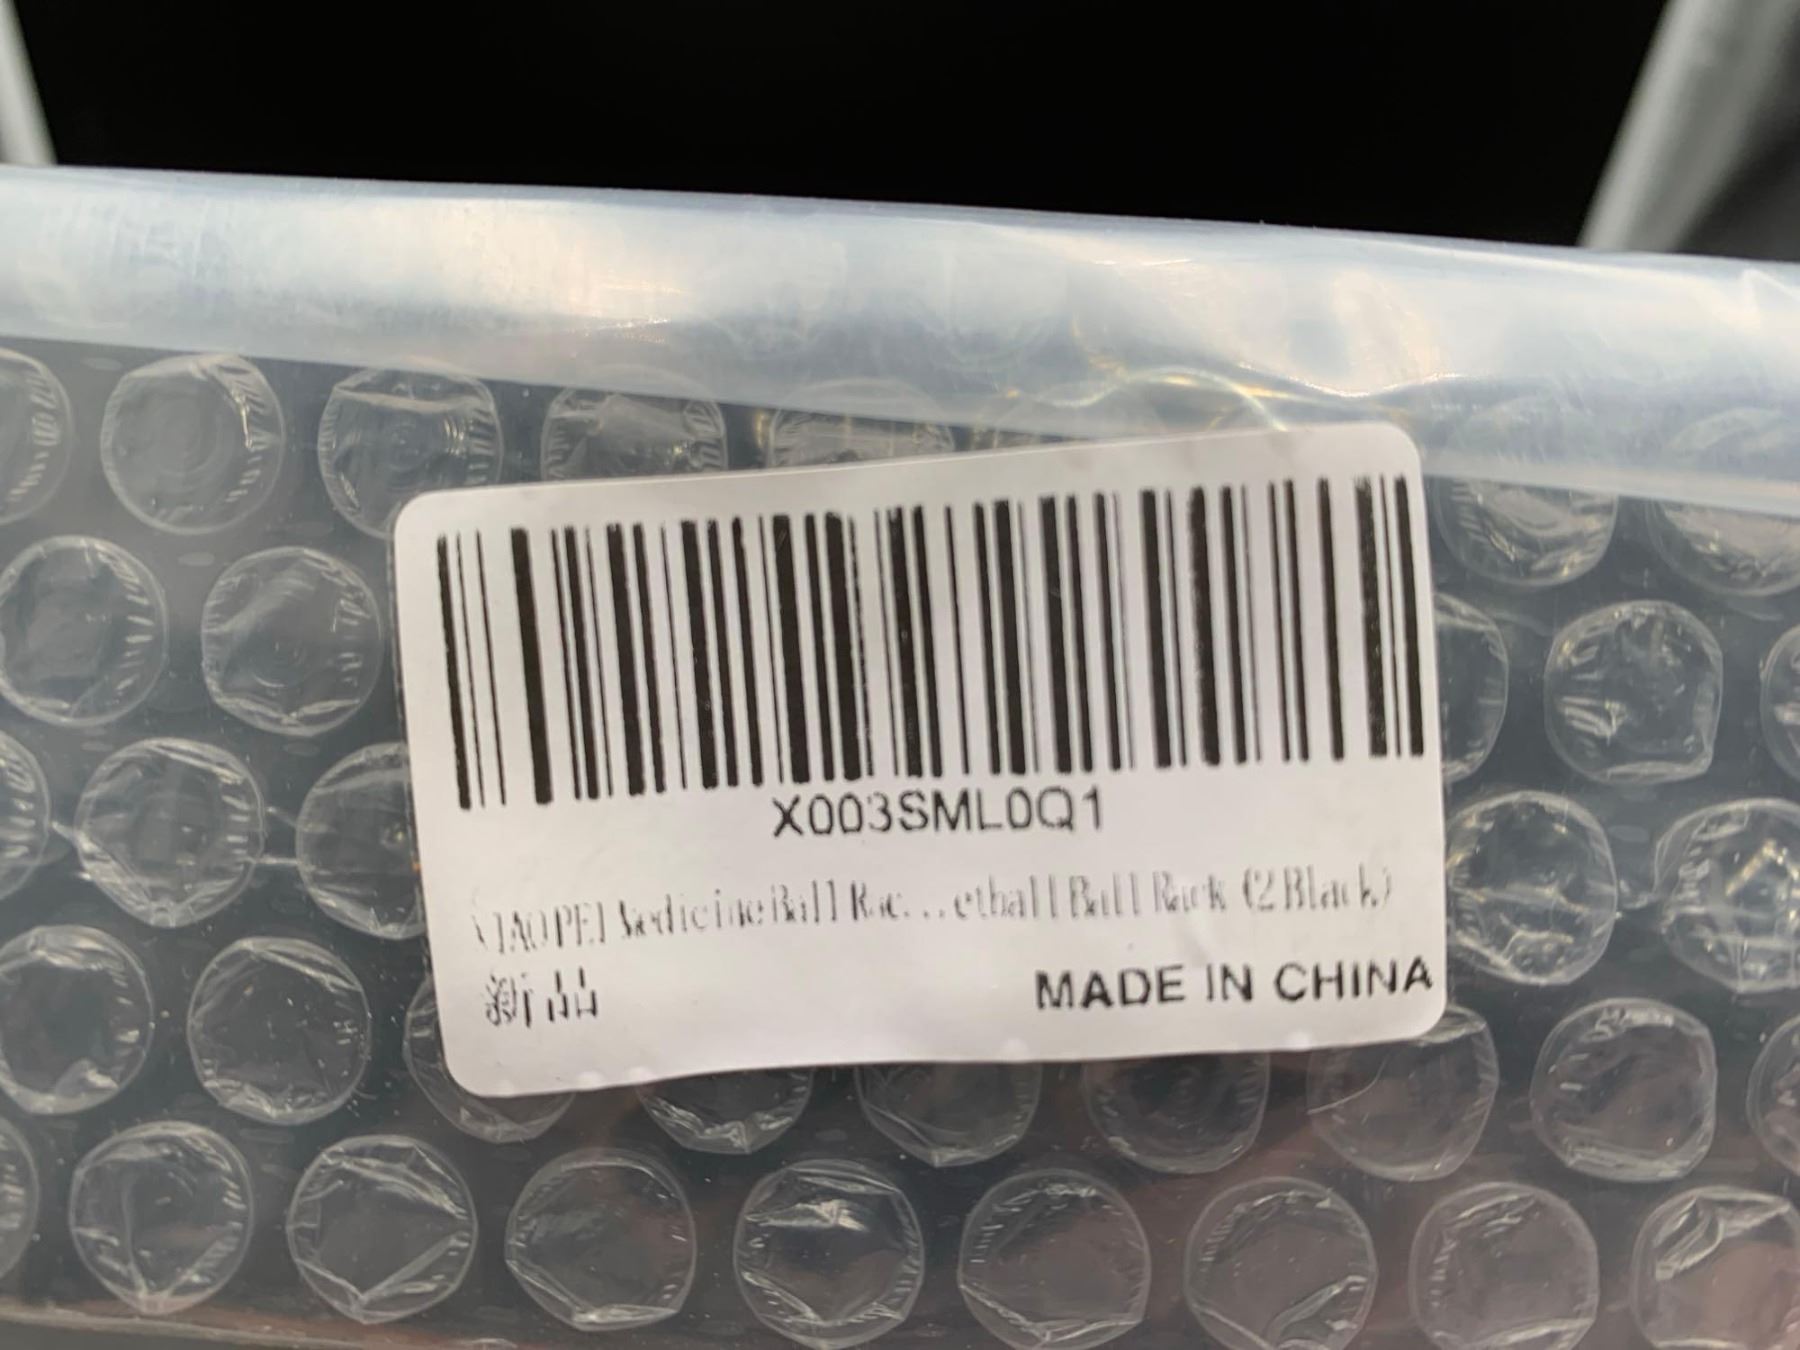 X003SML0Q1
XIAOPEI Medicine Ball Rac...etball Ball Rack (2 Black)
新品
MADE IN CHINA